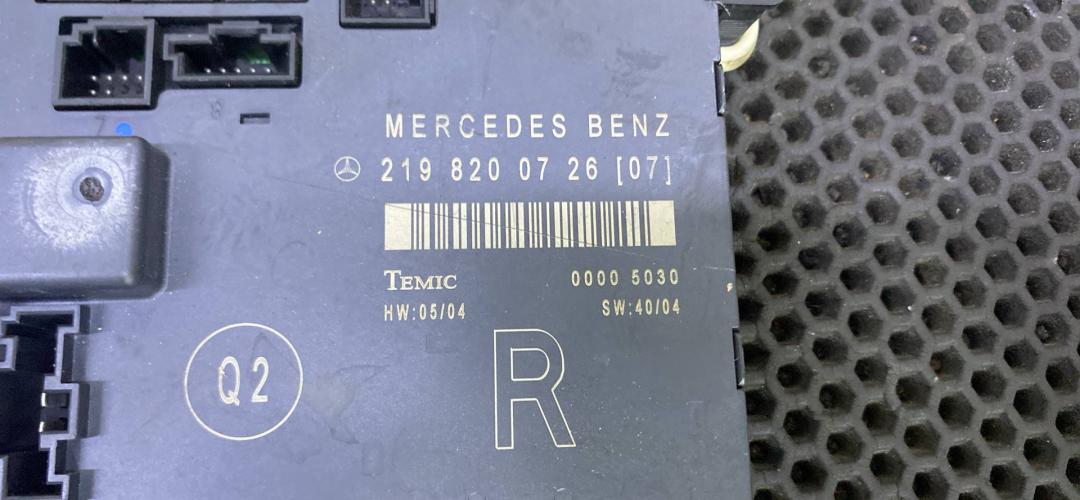 MERCEDES BENZ
219 820 07 26 [07]
TEMIC 0000 5030
HW:05/04 SW:40/04
Q2
R